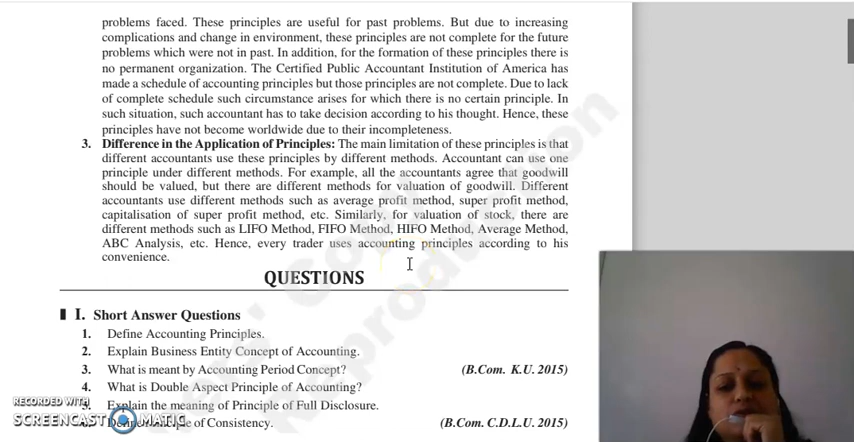 problems faced. These principles are useful for past problems. But due to increasing
complications and change in environment, these principles are not complete for the future
problems which were not in past. In addition, for the formation of these principles there is
no permanent organization. The Certified Public Accountant Institution of America has
made a schedule of accounting principles but those principles are not complete. Due to lack
of complete schedule such circumstance arises for which there is no certain principle. In
such situation, such accountant has to take decision according to his thought. Hence, these
principles have not become worldwide due to their incompleteness.
3. Difference in the Application of Principles: The main limitation of these principles is that
different accountants use these principles by different methods. Accountant can use one
principle under different methods. For example, all the accountants agree that goodwill
should be valued, but there are different methods for valuation of goodwill. Different
accountants use different methods such as average profit method, super profit method,
capitalisation of super profit method, etc. Similarly, for valuation of stock, there are
different methods such as LIFO Method, FIFO Method, HIFO Method, Average Method,
ABC Analysis, etc. Hence, every trader uses accounting principles according to his
convenience.
QUESTIONS
I. Short Answer Questions
1. Define Accounting Principles.
2. Explain Business Entity Concept of Accounting.
3. What is meant by Accounting Period Concept? (B.Com. K.U. 2015)
4. What is Double Aspect Principle of Accounting?
Explain the meaning of Principle of Full Disclosure.
of Consistency. (B.Com. C.D.L.U. 2015)
RECORDED WITH
SCREENCAST MATIC
Copy
Reproduction